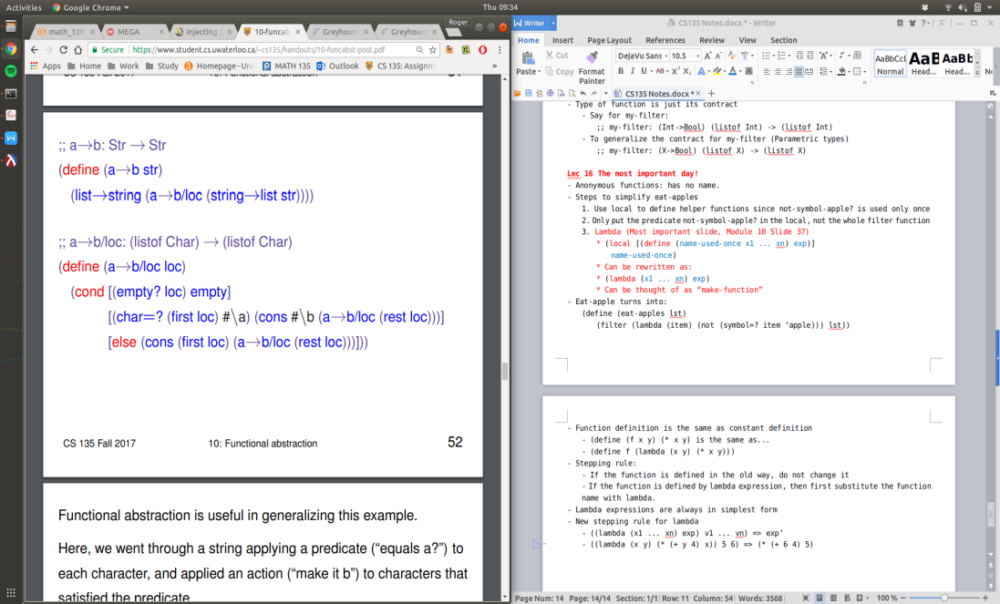 Activities
Google Chrome
Thu 09:34
math_138
MEGA
Injecting
10-funcab
Greyhoun
Greyhoun
Roger
Secure
https://www.student.cs.uwaterloo.ca/~cs135/handouts/10-funcabst-post.pdf
Apps Home Work Study Homepage - Uni MATH 135 Outlook CS 135: Assignm »
;; a→b: Str → Str
(define (a→b str)
(list→string (a→b/loc (string→list str))))
;; a→b/loc: (listof Char) → (listof Char)
(define (a→b/loc loc)
(cond [(empty? loc) empty]
[(char=? (first loc) #\a) (cons #\b (a→b/loc (rest loc)))]
[else (cons (first loc) (a→b/loc (rest loc)))]))
CS 135 Fall 2017
10: Functional abstraction
52
Functional abstraction is useful in generalizing this example.
Here, we went through a string applying a predicate (“equals a?”) to
each character, and applied an action (“make it b”) to characters that
satisfied the predicate
Writer
CS135 Notes.docx * - Writer
Home Insert Page Layout References Review View Section
Paste
Cut
Copy
Format
Painter
DejaVu Sans
10.5
B I U
AaBbCcI AaB AaBb
Normal Head... Head...
CS135 Notes.docx *
- Type of function is just its contract
- Say for my-filter:
;; my-filter: (Int->Bool) (listof Int) -> (listof Int)
- To generalize the contract for my-filter (Parametric types)
;; my-filter: (X->Bool) (listof X) -> (listof X)
Lec 16 The most important day!
- Anonymous functions: has no name.
- Steps to simplify eat-apples
1. Use local to define helper functions since not-symbol-apple? is used only once
2. Only put the predicate not-symbol-apple? in the local, not the whole filter function
3. Lambda (Most important slide, Module 10 Slide 37)
* (local [(define (name-used-once x1 ... xn) exp)]
name-used-once)
* Can be rewritten as:
* (lambda (x1 ... xn) exp)
* Can be thought of as “make-function”
- Eat-apple turns into:
(define (eat-apples lst)
(filter (lambda (item) (not (symbol=? item ‘apple))) lst))
- Function definition is the same as constant definition
- (define (f x y) (* x y) is the same as...
- (define f (lambda (x y) (* x y)))
- Stepping rule:
- If the function is defined in the old way, do not change it
- If the function is defined by lambda expression, then first substitute the function
name with lambda.
- Lambda expressions are always in simplest form
- New stepping rule for lambda
- ((lambda (x1 ... xn) exp) v1 ... vn) => exp’
- ((lambda (x y) (* (+ y 4) x)) 5 6) => (* (+ 6 4) 5)
Page Num: 14 Page: 14/14 Section: 1/1 Row: 11 Column: 54 Words: 3568
100 %